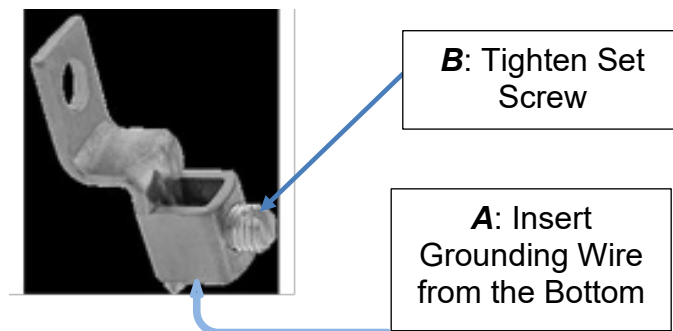 B: Tighten Set
Screw
A: Insert
Grounding Wire
from the Bottom